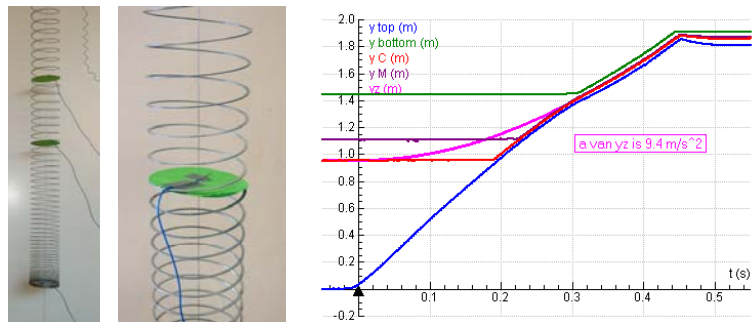 2.0
1.8
1.6
1.4
1.2
1.0
0.8
0.6
0.4
0.2
-0.2
y top (m)
y bottom (m)
y C (m)
y M (m)
yz (m)
a van yz is 9.4 m/s^2
t (s)
0.1
0.2
0.3
0.4
0.5